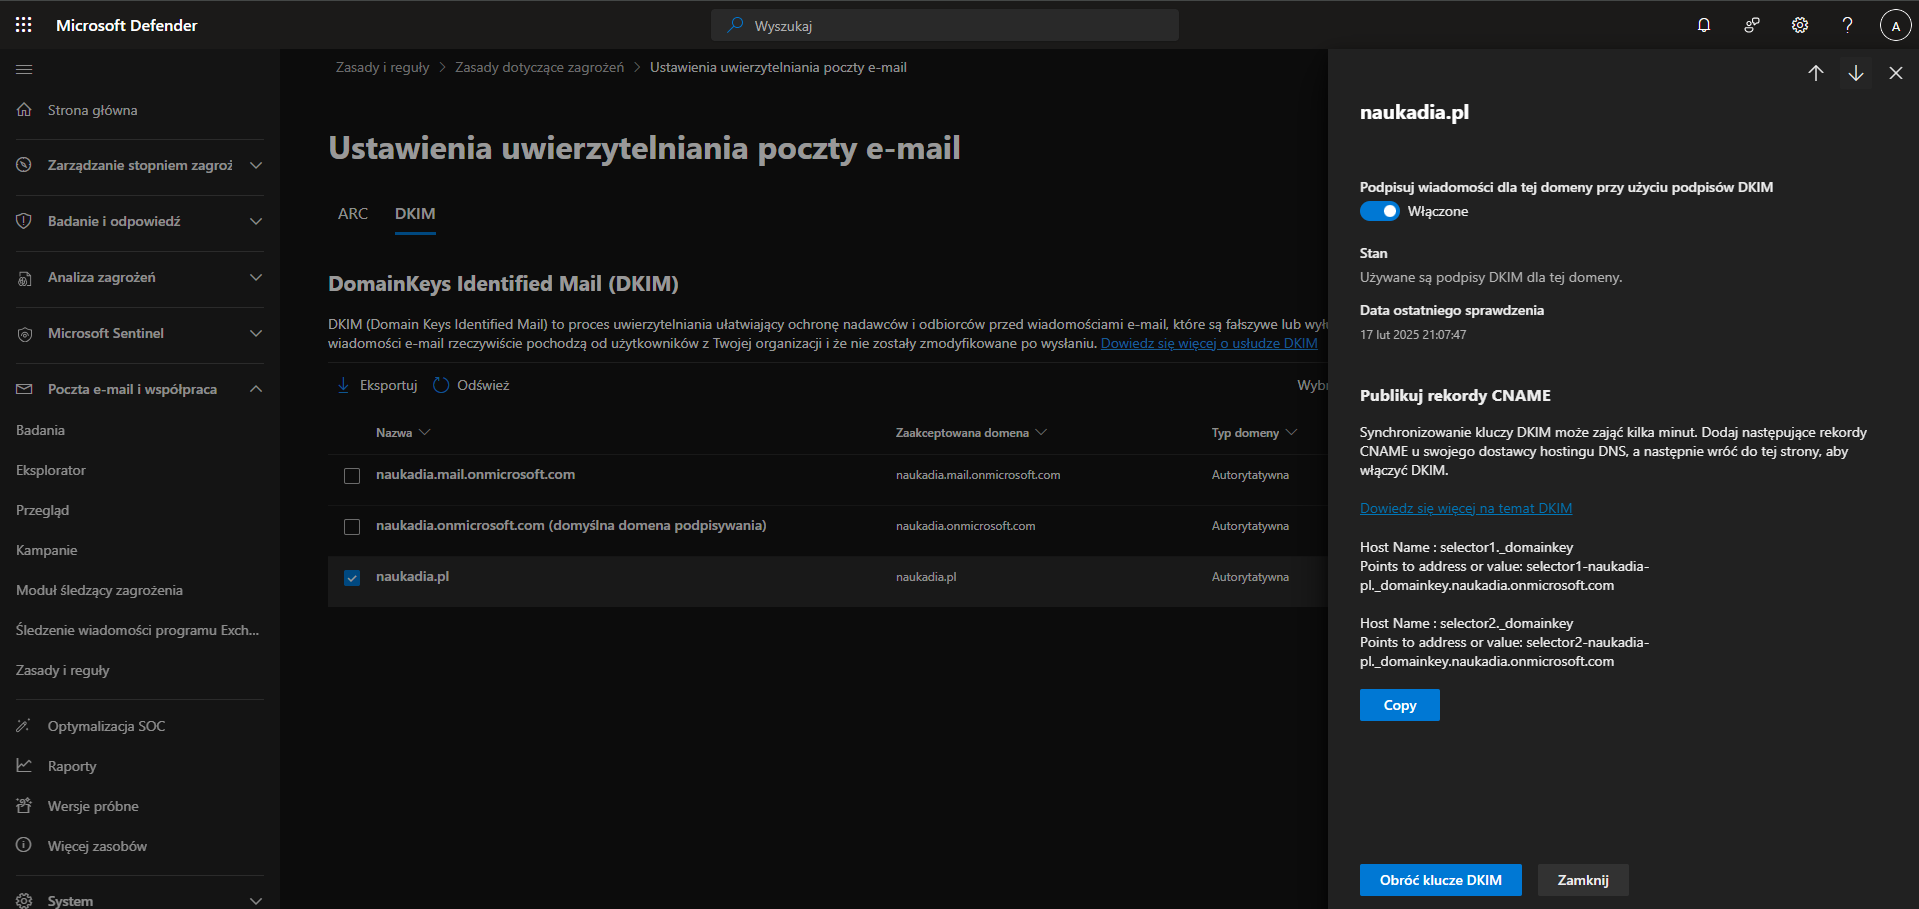 Microsoft Defender
Wyszukaj
A
Strona główna
Zarządzanie stopniem zagroż
Badanie i odpowiedź
Analiza zagrożeń
Microsoft Sentinel
Poczta e-mail i współpraca
Badania
Eksplorator
Przegląd
Kampanie
Moduł śledzący zagrożenia
Śledzenie wiadomości programu Exch...
Zasady i reguły
Optymalizacja SOC
Raporty
Wersje próbne
Więcej zasobów
System
Zasady i reguły > Zasady dotyczące zagrożeń > Ustawienia uwierzytelniania poczty e-mail
Ustawienia uwierzytelniania poczty e-mail
ARC DKIM
DomainKeys Identified Mail (DKIM)
DKIM (Domain Keys Identified Mail) to proces uwierzytelniania ułatwiający ochronę nadawców i odbiorców przed wiadomościami e-mail, które są fałszywe lub wyłu
wiadomości e-mail rzeczywiście pochodzą od użytkowników z Twojej organizacji i że nie zostały zmodyfikowane po wysłaniu. Dowiedz się więcej o usłudze DKIM
Eksportuj Odśwież Wybr
Nazwa Zaakceptowana domena Typ domeny
naukadia.mail.onmicrosoft.com naukadia.mail.onmicrosoft.com Autorytatywna
naukadia.onmicrosoft.com (domyślna domena podpisywania) naukadia.onmicrosoft.com Autorytatywna
naukadia.pl naukadia.pl Autorytatywna
naukadia.pl
Podpisuj wiadomości dla tej domeny przy użyciu podpisów DKIM
Włączone
Stan
Używane są podpisy DKIM dla tej domeny.
Data ostatniego sprawdzenia
17 lut 2025 21:07:47
Publikuj rekordy CNAME
Synchronizowanie kluczy DKIM może zająć kilka minut. Dodaj następujące rekordy
CNAME u swojego dostawcy hostingu DNS, a następnie wróć do tej strony, aby
włączyć DKIM.
Dowiedz się więcej na temat DKIM
Host Name : selector1._domainkey
Points to address or value: selector1-naukadia-
pl._domainkey.naukadia.onmicrosoft.com
Host Name : selector2._domainkey
Points to address or value: selector2-naukadia-
pl._domainkey.naukadia.onmicrosoft.com
Copy
Obróć klucze DKIM Zamknij